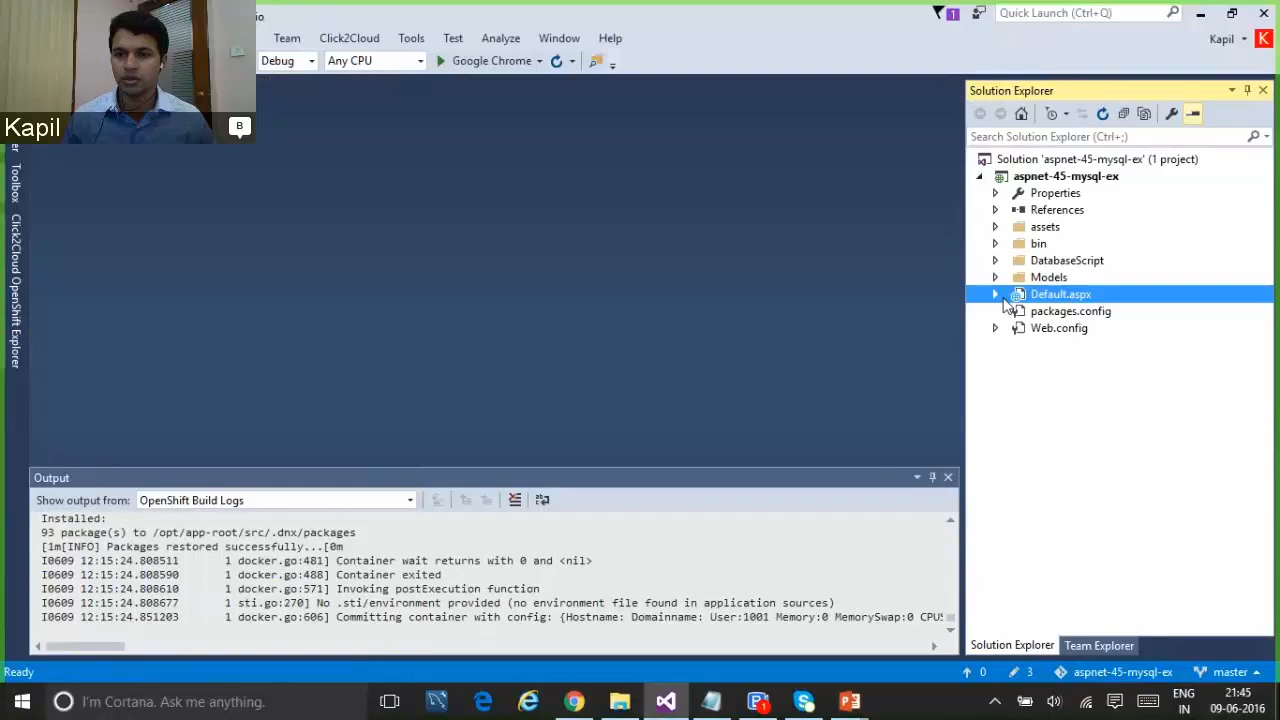 io
1
Quick Launch (Ctrl+Q)
Team Click2Cloud Tools Test Analyze Window Help
Kapil K
Debug Any CPU Google Chrome
Kapil
B
Toolbox
Click2Cloud OpenShift Explorer
Solution Explorer
Search Solution Explorer (Ctrl+;)
Solution 'aspnet-45-mysql-ex' (1 project)
aspnet-45-mysql-ex
Properties
References
assets
bin
DatabaseScript
Models
Default.aspx
packages.config
Web.config
Output
Show output from: OpenShift Build Logs
Installed:
93 package(s) to /opt/app-root/src/.dnx/packages
[1m[INFO] Packages restored successfully...[0m
I0609 12:15:24.808511 1 docker.go:481] Container wait returns with 0 and <nil>
I0609 12:15:24.808590 1 docker.go:488] Container exited
I0609 12:15:24.808610 1 docker.go:571] Invoking postExecution function
I0609 12:15:24.808677 1 sti.go:270] No .sti/environment provided (no environment file found in application sources)
I0609 12:15:24.851203 1 docker.go:606] Committing container with config: {Hostname: Domainname: User:1001 Memory:0 MemorySwap:0 CPUS
Solution Explorer Team Explorer
Ready 0 3 aspnet-45-mysql-ex master
I'm Cortana. Ask me anything.
1
ENG
IN
21:45
09-06-2016